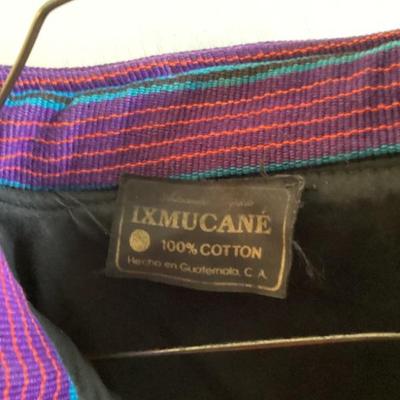 IXMUCANÉ
100% COTTON
Hecho en Guatemala, C. A.